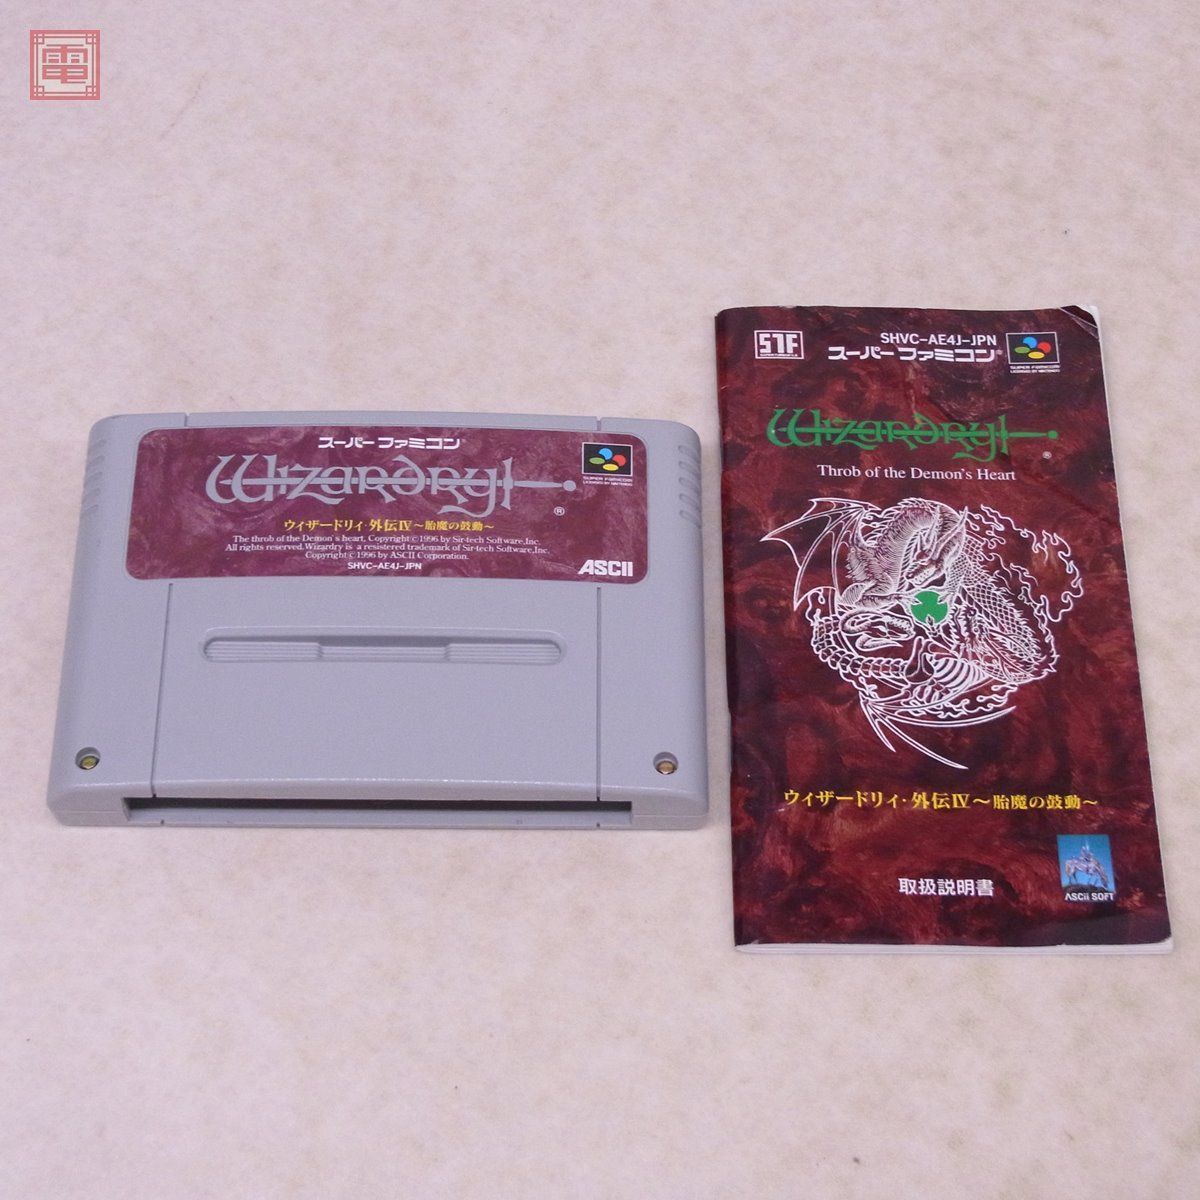 電
スーパーファミコン
Wizardry
®
SUPER FAMICOM
LICENSED BY NINTENDO
ウィザードリィ・外伝IV～胎魔の鼓動～
The throb of the Demon's heart, Copyright ©1996 by Sir-tech Software,Inc.
All rights reserved.Wizardry is a resistered trademark of Sir-tech Software,Inc.
Copyright ©1996 by ASCII Corporation.
SHVC-AE4J-JPN
ASCII
STF
SHVC-AE4J-JPN
スーパーファミコン®
SUPER FAMICOM
LICENSED BY NINTENDO
Wizardry
®
Throb of the Demon's Heart
ウィザードリィ・外伝IV～胎魔の鼓動～
取扱説明書
ASCII SOFT